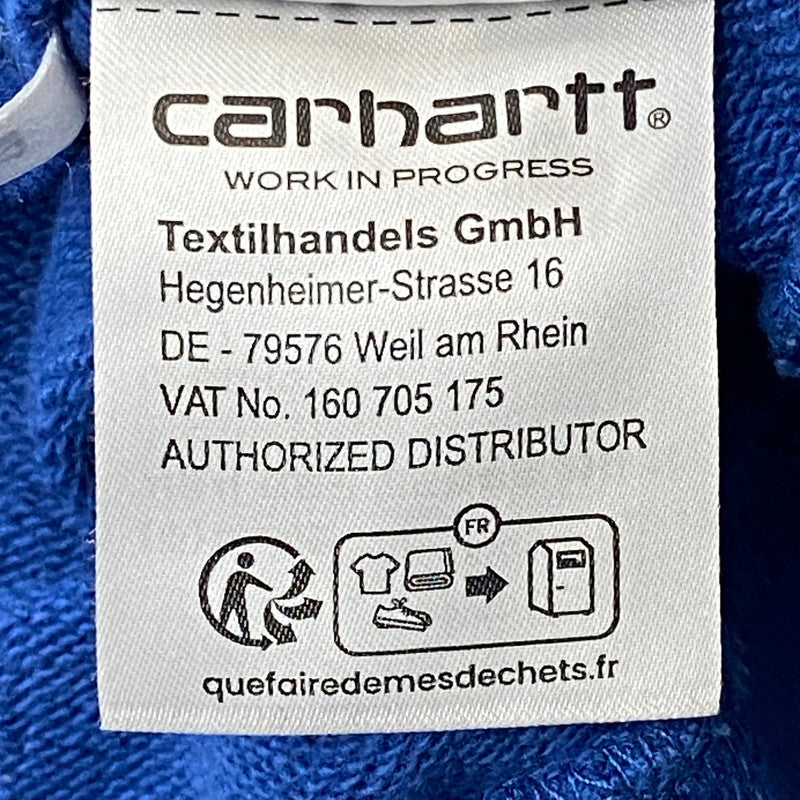 carhartt®
WORK IN PROGRESS
Textilhandels GmbH
Hegenheimer-Strasse 16
DE - 79576 Weil am Rhein
VAT No. 160 705 175
AUTHORIZED DISTRIBUTOR
FR
quefairedemesdechets.fr